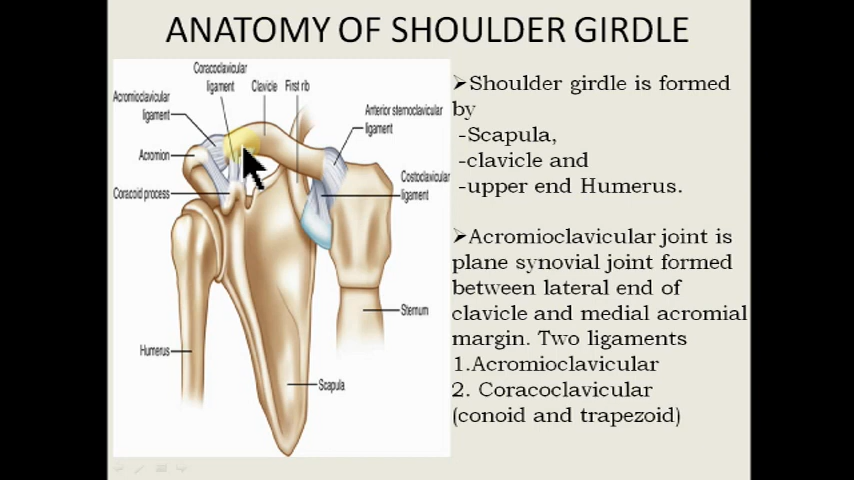 ANATOMY OF SHOULDER GIRDLE
Coracoclavicular
ligament
Clavicle
First rib
Acromioclavicular
ligament
Anterior sternoclavicular
ligament
Acromion
Costoclavicular
ligament
Coracoid process
Sternum
Humerus
Scapula
➢Shoulder girdle is formed
by
-Scapula,
-clavicle and
-upper end Humerus.
➢Acromioclavicular joint is
plane synovial joint formed
between lateral end of
clavicle and medial acromial
margin. Two ligaments
1.Acromioclavicular
2. Coracoclavicular
(conoid and trapezoid)